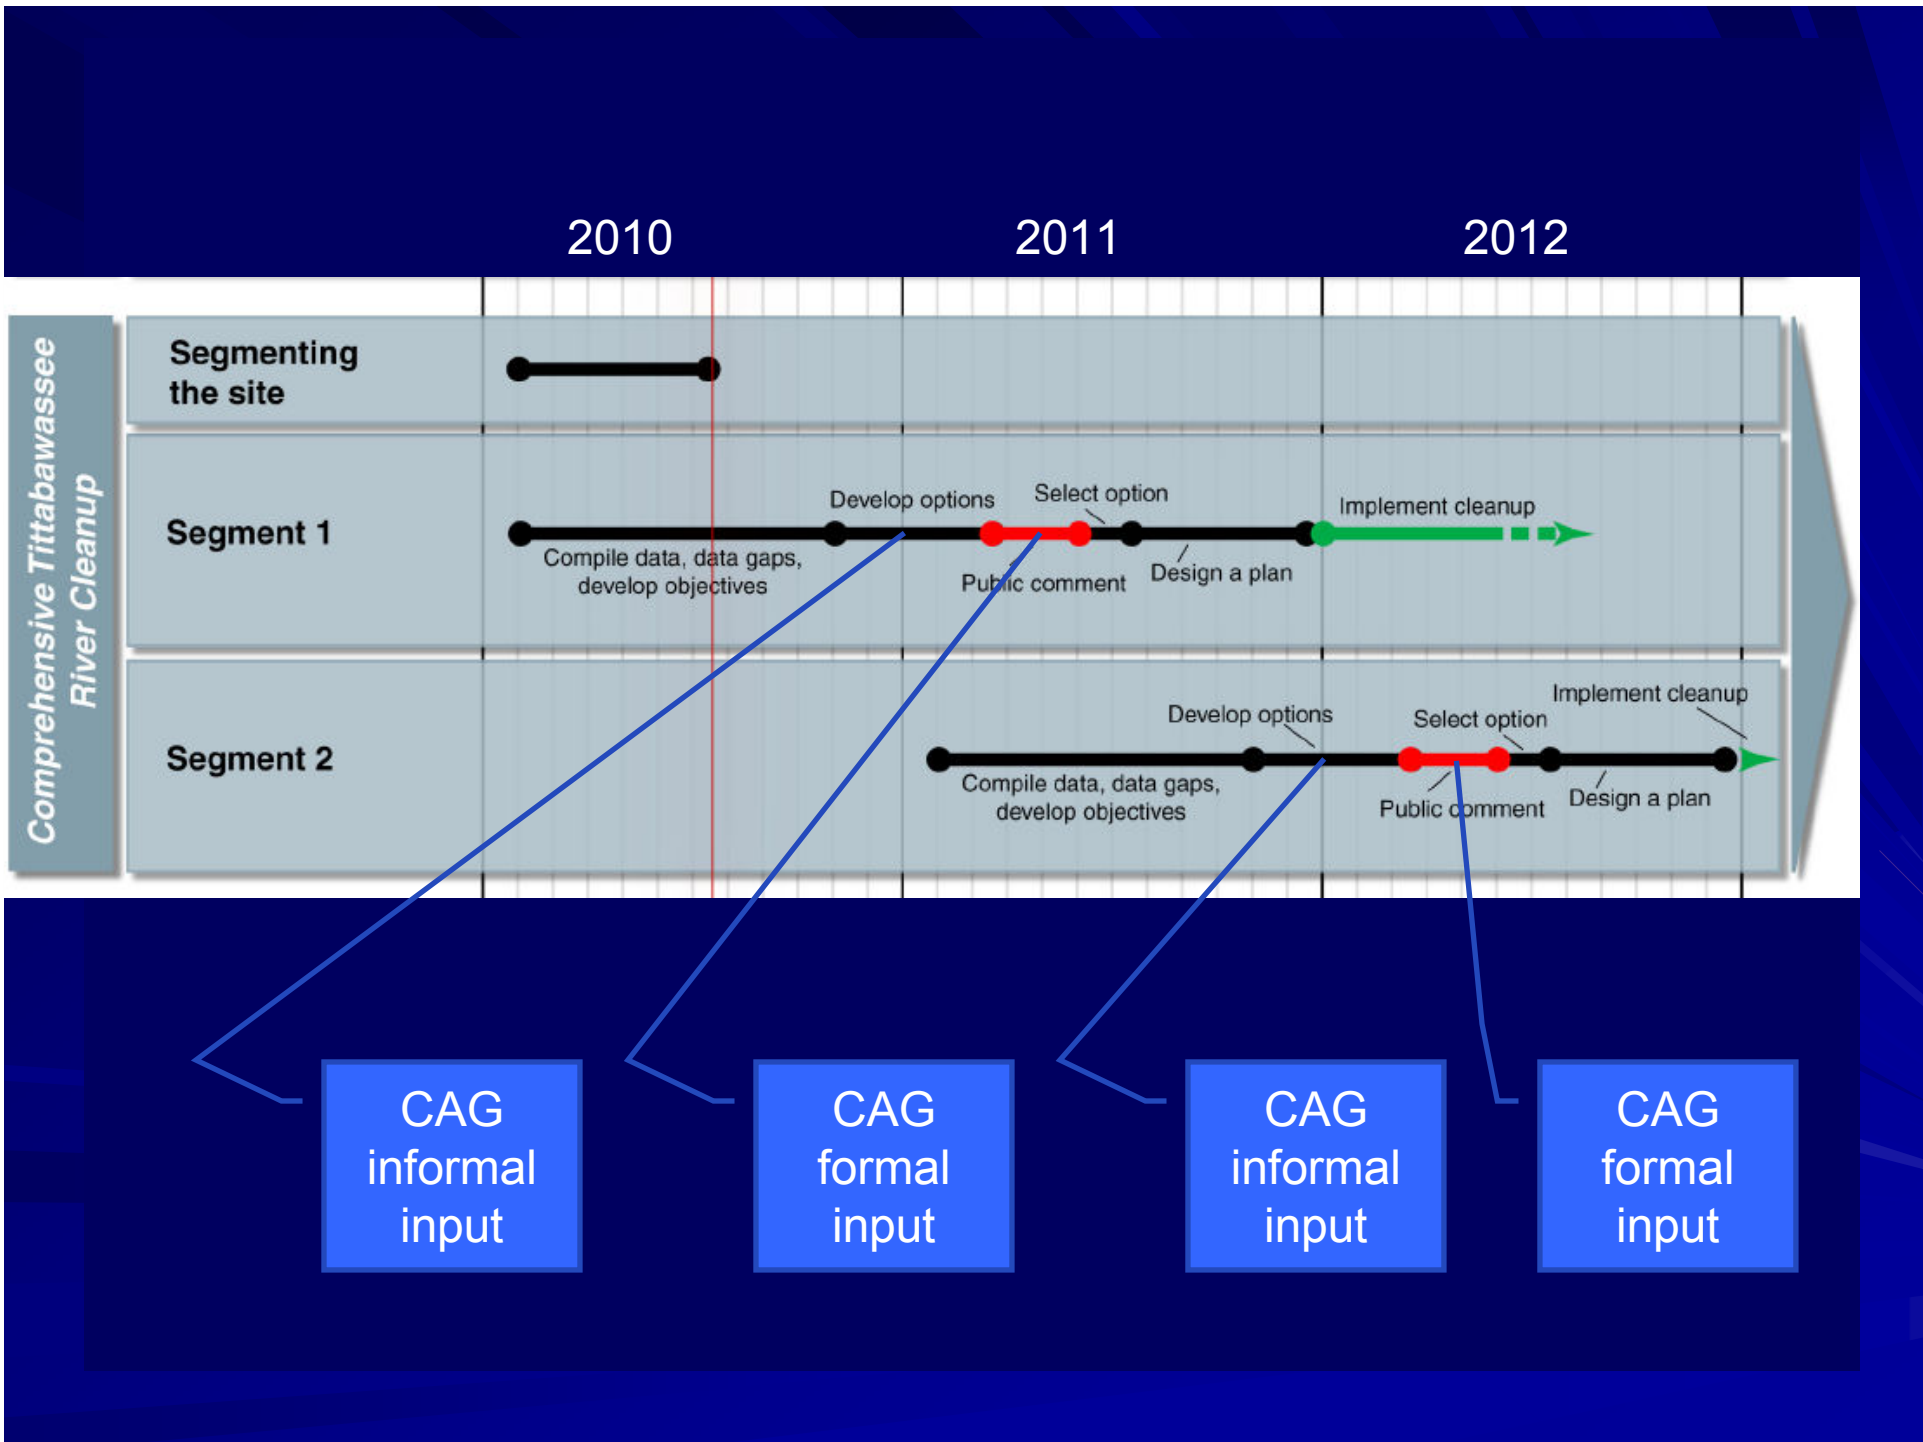 2010
2011
2012
Comprehensive Tittabawassee
River Cleanup
Segmenting
the site
Segment 1
Develop options
Select option
Implement cleanup
Compile data, data gaps,
develop objectives
Public comment
Design a plan
Segment 2
Develop options
Select option
Implement cleanup
Compile data, data gaps,
develop objectives
Public comment
Design a plan
CAG
informal
input
CAG
formal
input
CAG
informal
input
CAG
formal
input